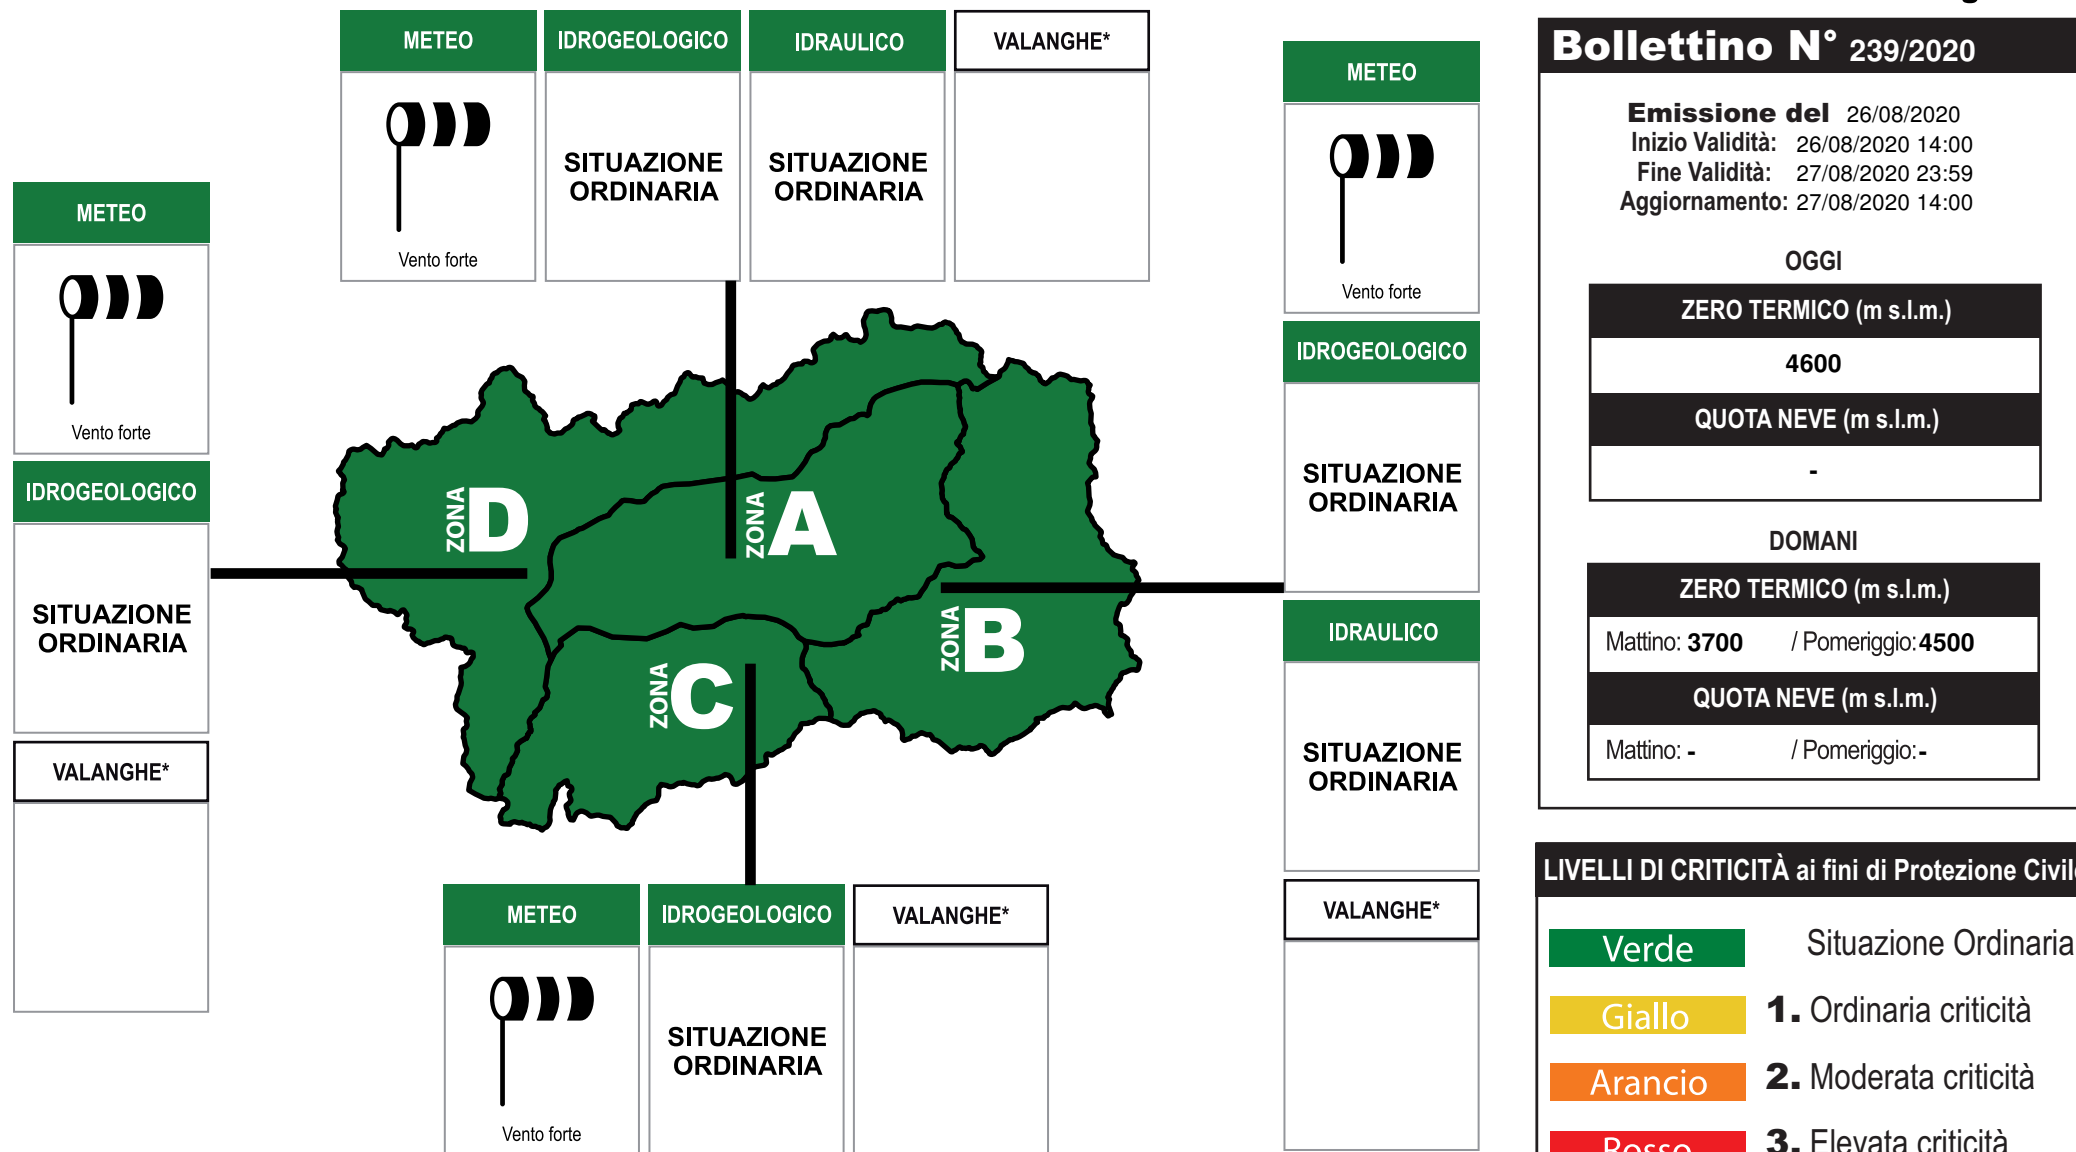 METEO
IDROGEOLOGICO
IDRAULICO
VALANGHE*
Vento forte
SITUAZIONE
ORDINARIA
SITUAZIONE
ORDINARIA
METEO
Vento forte
IDROGEOLOGICO
SITUAZIONE
ORDINARIA
VALANGHE*
ZONA D
ZONA A
ZONA B
ZONA C
METEO
Vento forte
IDROGEOLOGICO
SITUAZIONE
ORDINARIA
IDRAULICO
SITUAZIONE
ORDINARIA
VALANGHE*
METEO
IDROGEOLOGICO
VALANGHE*
Vento forte
SITUAZIONE
ORDINARIA
Bollettino N° 239/2020
Emissione del 26/08/2020
Inizio Validità: 26/08/2020 14:00
Fine Validità: 27/08/2020 23:59
Aggiornamento: 27/08/2020 14:00
OGGI
ZERO TERMICO (m s.l.m.)
4600
QUOTA NEVE (m s.l.m.)
-
DOMANI
ZERO TERMICO (m s.l.m.)
Mattino: 3700 / Pomeriggio: 4500
QUOTA NEVE (m s.l.m.)
Mattino: - / Pomeriggio: -
LIVELLI DI CRITICITÀ ai fini di Protezione Civile
Verde Situazione Ordinaria
Giallo 1. Ordinaria criticità
Arancio 2. Moderata criticità
Rosso 3. Elevata criticità